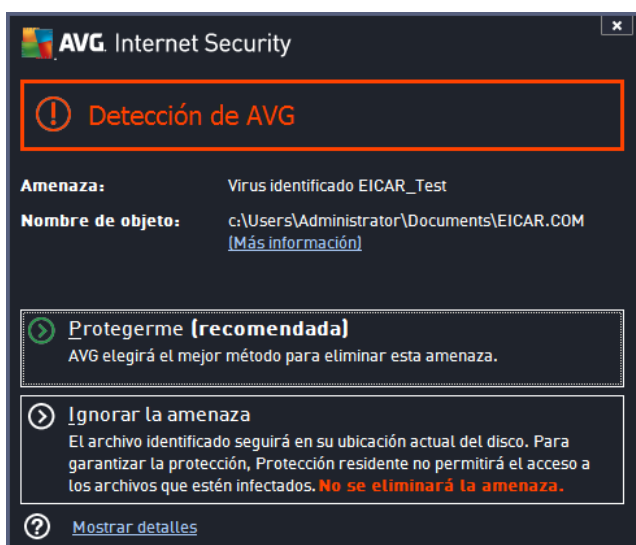 AVG. Internet Security
Detección de AVG
Amenaza: Virus identificado EICAR_Test
Nombre de objeto: c:\Users\Administrator\Documents\EICAR.COM
(Más información)
Protegerme (recomendada)
AVG elegirá el mejor método para eliminar esta amenaza.
Ignorar la amenaza
El archivo identificado seguirá en su ubicación actual del disco. Para
garantizar la protección, Protección residente no permitirá el acceso a
los archivos que estén infectados. No se eliminará la amenaza.
Mostrar detalles